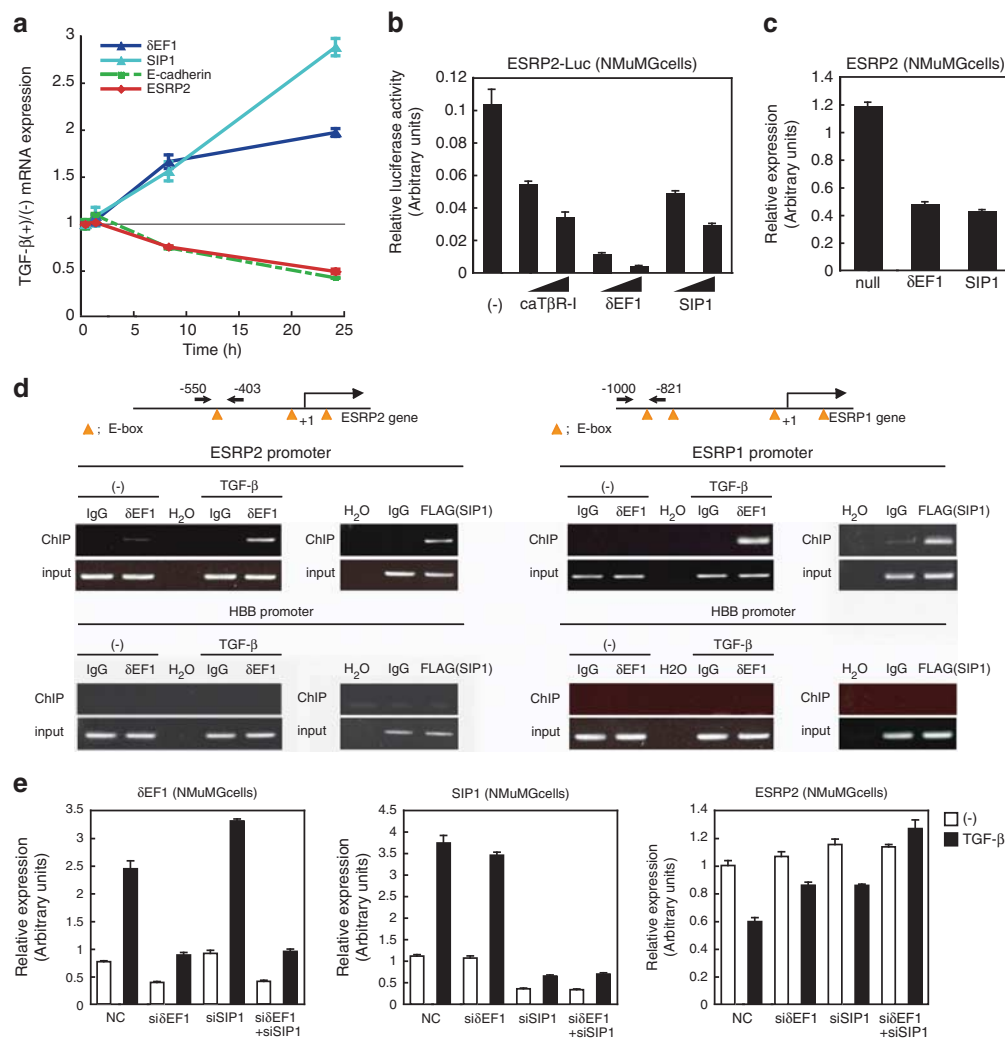 a
TGF-β(+)/(-) mRNA expression
3
2.5
2
1.5
1
0.5
0
δEF1
SIP1
E-cadherin
ESRP2
0 5 10 15 20 25
Time (h)
b
ESRP2-Luc (NMuMGcells)
Relative luciferase activity
(Arbitrary units)
0.12
0.1
0.08
0.06
0.04
0.02
0
(-) caTβR-I δEF1 SIP1
c
ESRP2 (NMuMGcells)
Relative expression
(Arbitrary units)
1.4
1.2
1.0
0.8
0.6
0.4
0.2
0
null δEF1 SIP1
d
-550 -403
+1 ESRP2 gene
; E-box
ESRP2 promoter
(-) TGF-β
IgG δEF1 H2O IgG δEF1
ChIP
input
H2O IgG FLAG(SIP1)
ChIP
input
HBB promoter
(-) TGF-β
IgG δEF1 H2O IgG δEF1
ChIP
input
H2O IgG FLAG(SIP1)
ChIP
input
-1000 -821
+1 ESRP1 gene
; E-box
ESRP1 promoter
(-) TGF-β
IgG δEF1 H2O IgG δEF1
ChIP
input
H2O IgG FLAG(SIP1)
ChIP
input
HBB promoter
(-) TGF-β
IgG δEF1 H2O IgG δEF1
ChIP
input
H2O IgG FLAG(SIP1)
ChIP
input
e
δEF1 (NMuMGcells)
Relative expression
(Arbitrary units)
3.5
3
2.5
2
1.5
1
0.5
0
NC siδEF1 siSIP1 siδEF1
+siSIP1
SIP1 (NMuMGcells)
Relative expression
(Arbitrary units)
4.5
4
3.5
3
2.5
2
1.5
1
0.5
0
NC siδEF1 siSIP1 siδEF1
+siSIP1
ESRP2 (NMuMGcells)
Relative expression
(Arbitrary units)
1.4
1.2
1
0.8
0.6
0.4
0.2
0
NC siδEF1 siSIP1 siδEF1
+siSIP1
(-)
TGF-β